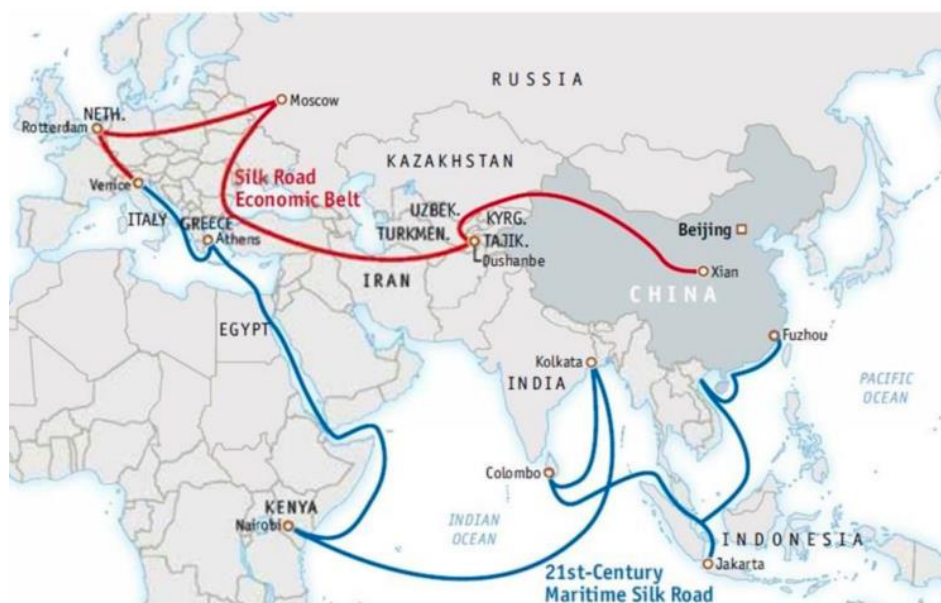 RUSSIA
Moscow
NETH.
Rotterdam
KAZAKHSTAN
Venice
Silk Road
Economic Belt
UZBEK.
KYRG.
ITALY
GREECE
Athens
TURKMEN.
TAJIK.
Dushanbe
Beijing
Xian
IRAN
CHINA
EGYPT
Fuzhou
Kolkata
INDIA
PACIFIC
OCEAN
Colombo
KENYA
Nairobi
INDIAN
OCEAN
INDONESIA
Jakarta
21st-Century
Maritime Silk Road